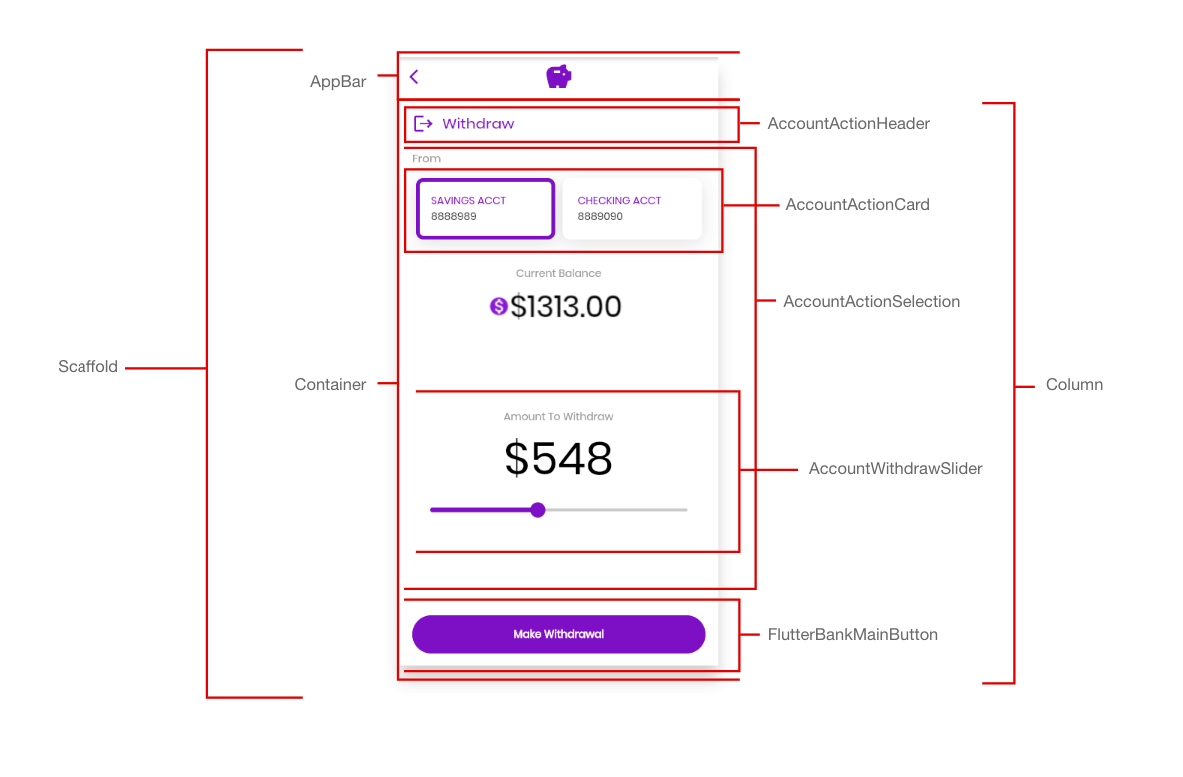 AppBar
Withdraw
AccountActionHeader
From
SAVINGS ACCT
8888989
CHECKING ACCT
8889090
AccountActionCard
Current Balance
$1313.00
AccountActionSelection
Scaffold
Container
Column
Amount To Withdraw
$548
AccountWithdrawSlider
Make Withdrawal
FlutterBankMainButton